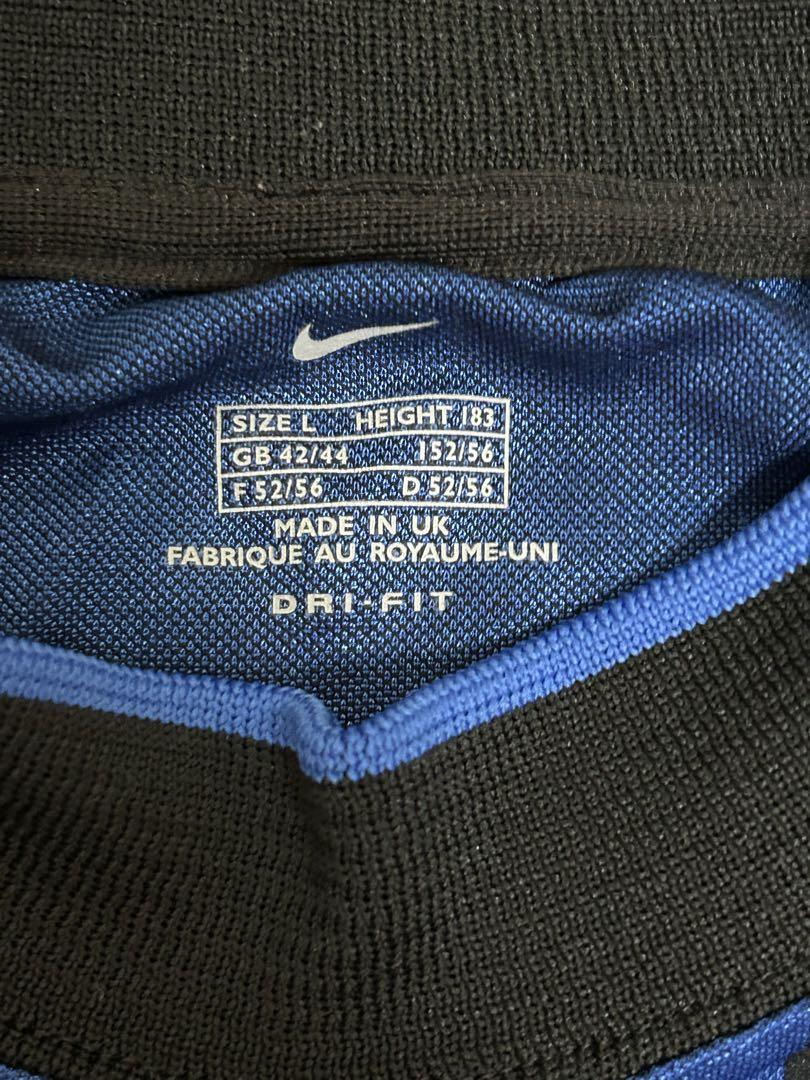 SIZE L HEIGHT 183
GB 42/44 I 52/56
F 52/56 D 52/56
MADE IN UK
FABRIQUE AU ROYAUME-UNI
DRI-FIT